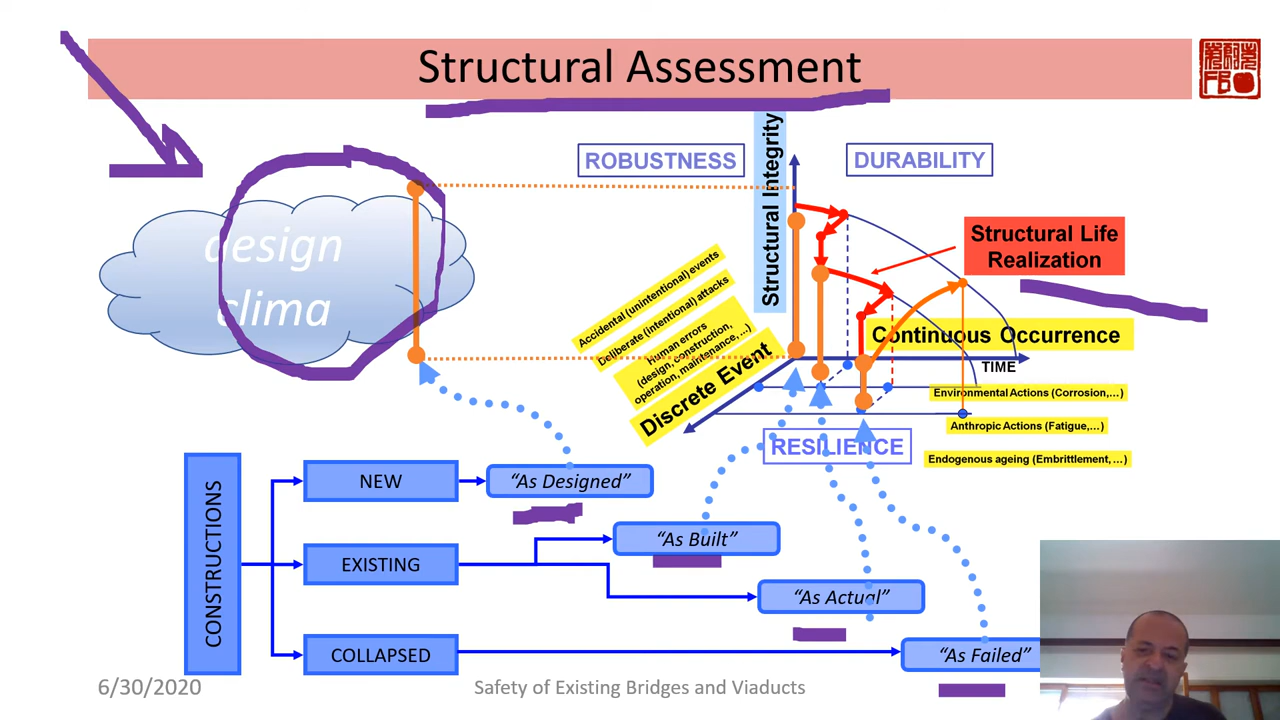 Structural Assessment
FB
ROBUSTNESS
Structural Integrity
DURABILITY
design
clima
Structural Life
Realization
Accidental (unintentional) events
Deliberate (intentional) attacks
Human errors
(design, construction,
operation, maintenance, ...)
Discrete Event
Continuous Occurrence
TIME
Environmental Actions (Corrosion,...)
Anthropic Actions (Fatigue,...)
Endogenous ageing (Embrittlement, ...)
RESILIENCE
CONSTRUCTIONS
NEW
“As Designed”
EXISTING
“As Built”
“As Actual”
COLLAPSED
“As Failed”
6/30/2020
Safety of Existing Bridges and Viaducts